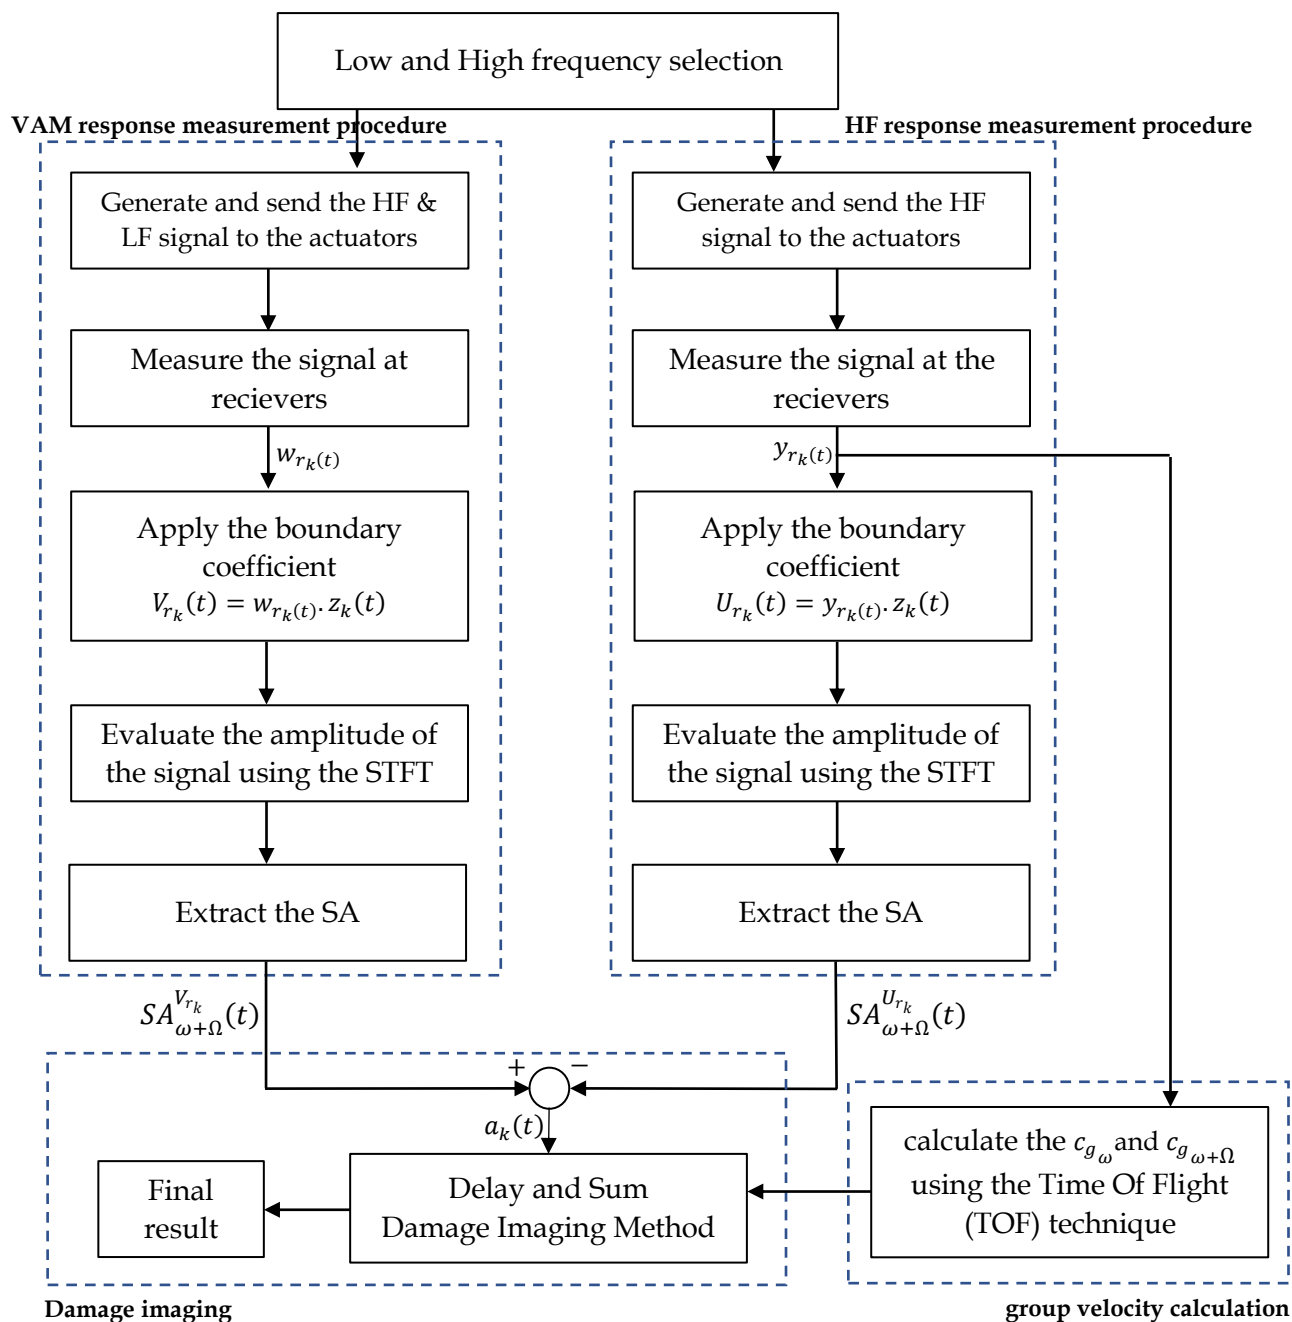 Low and High frequency selection
VAM response measurement procedure
Generate and send the HF &
LF signal to the actuators
Measure the signal at
recievers
w_{r_k(t)}
Apply the boundary
coefficient
V_{r_k}(t) = w_{r_k(t)}. z_k(t)
Evaluate the amplitude of
the signal using the STFT
Extract the SA
SA_{ω+Ω}^{V_{r_k}}(t)
HF response measurement procedure
Generate and send the HF
signal to the actuators
Measure the signal at the
recievers
y_{r_k(t)}
Apply the boundary
coefficient
U_{r_k}(t) = y_{r_k(t)}. z_k(t)
Evaluate the amplitude of
the signal using the STFT
Extract the SA
SA_{ω+Ω}^{U_{r_k}}(t)
+ −
a_k(t)
calculate the c_{g_ω} and c_{g_{ω+Ω}}
using the Time Of Flight
(TOF) technique
Delay and Sum
Damage Imaging Method
Final
result
Damage imaging
group velocity calculation